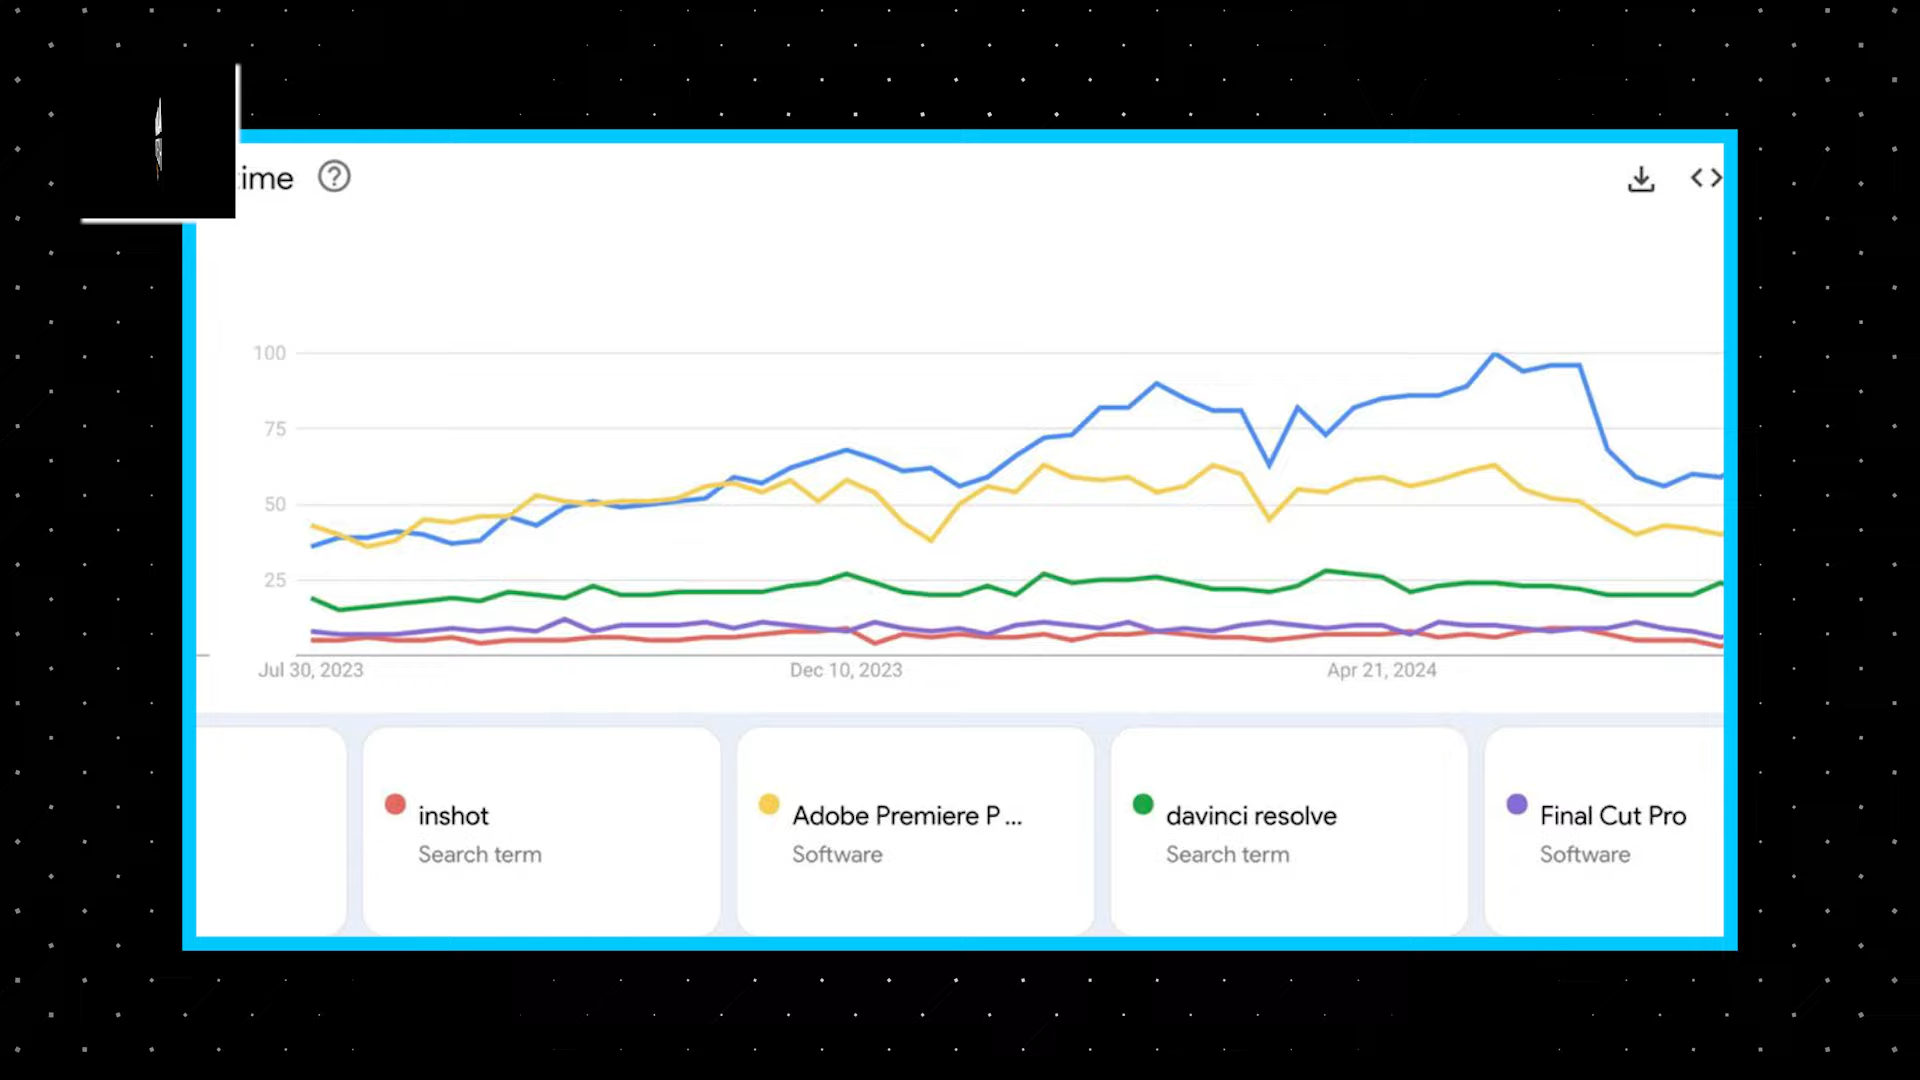 ime
100
75
50
25
Jul 30, 2023
Dec 10, 2023
Apr 21, 2024
inshot
Search term
Adobe Premiere P...
Software
davinci resolve
Search term
Final Cut Pro
Software